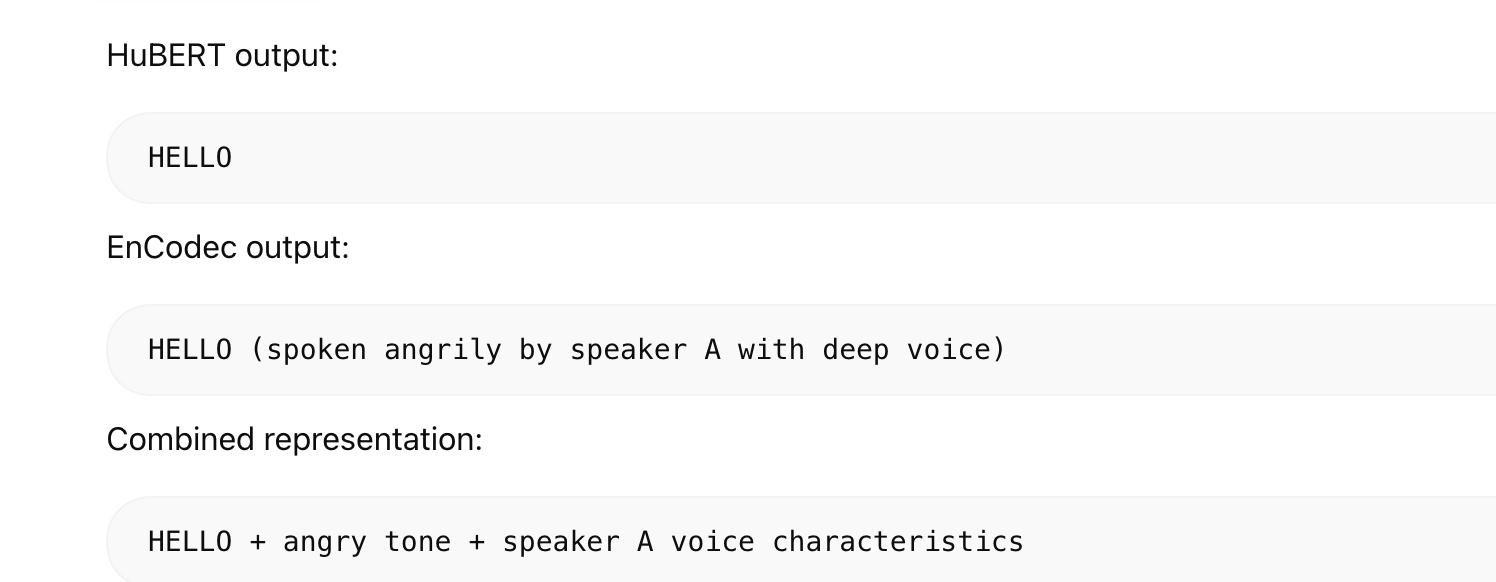 HuBERT output:
HELLO
EnCodec output:
HELLO (spoken angrily by speaker A with deep voice)
Combined representation:
HELLO + angry tone + speaker A voice characteristics